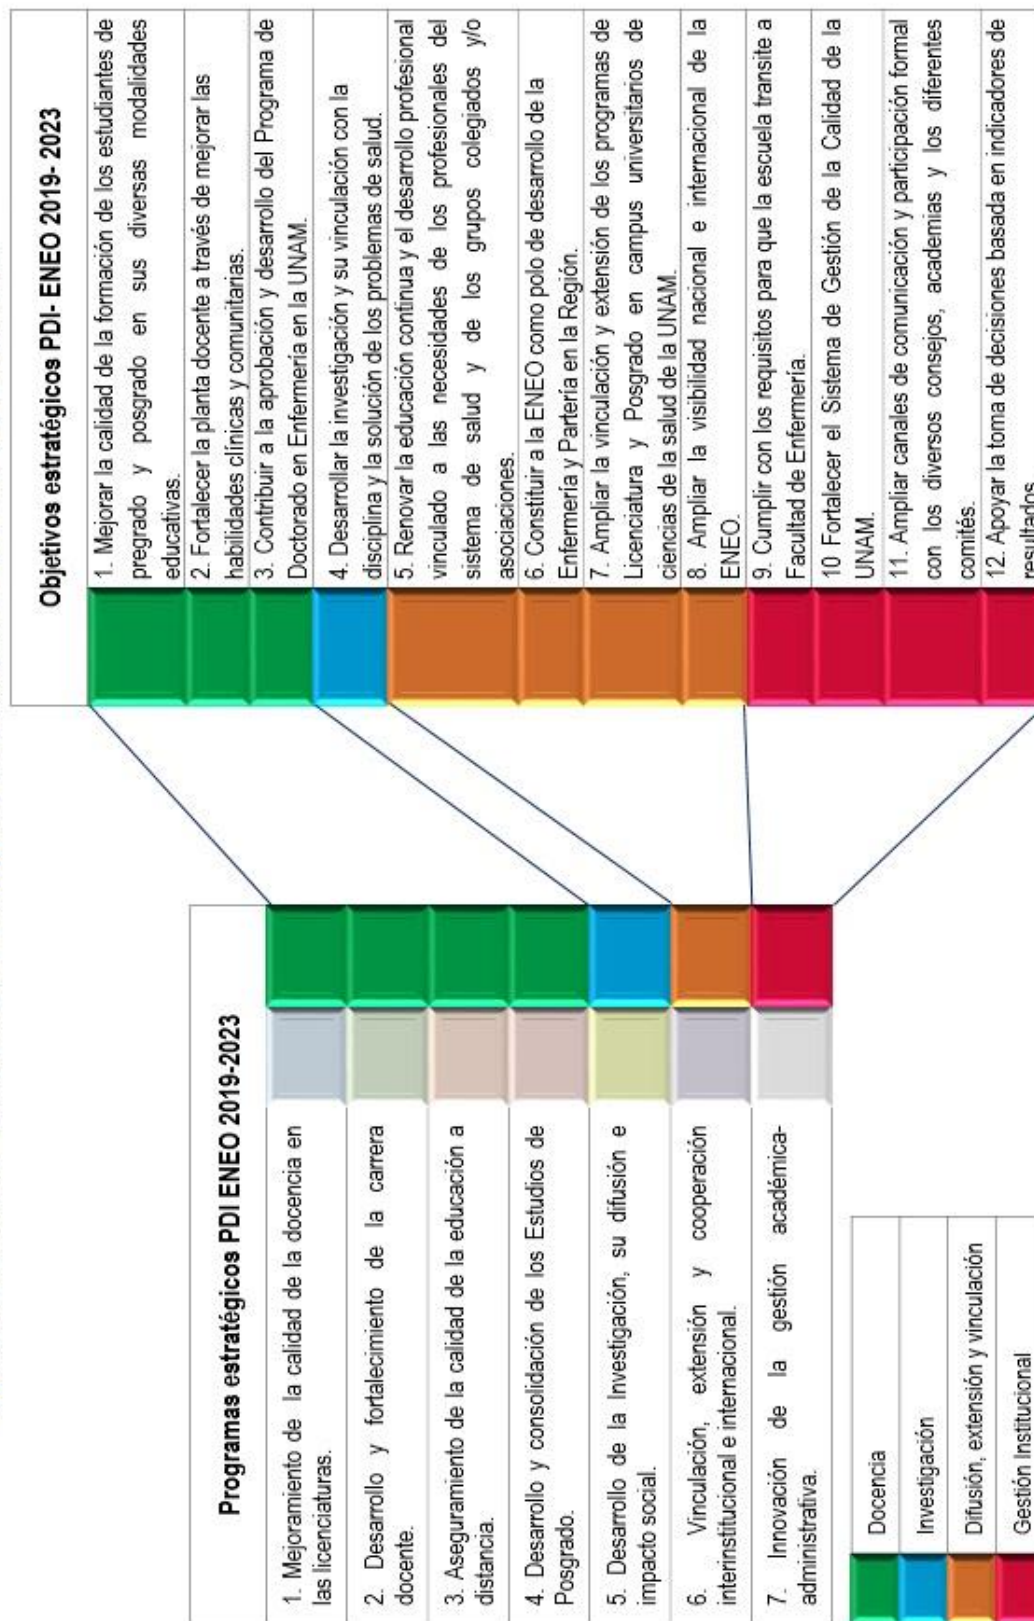 Programas estratégicos PDI ENEO 2019-2023
1. Mejoramiento de la calidad de la docencia en
las licenciaturas.
2. Desarrollo y fortalecimiento de la carrera
docente.
3. Aseguramiento de la calidad de la educación a
distancia.
4. Desarrollo y consolidación de los Estudios de
Posgrado.
5. Desarrollo de la Investigación, su difusión e
impacto social.
6. Vinculación, extensión y cooperación
interinstitucional e internacional.
7. Innovación de la gestión académica-
administrativa.
Docencia
Investigación
Difusión, extensión y vinculación
Gestión Institucional
Objetivos estratégicos PDI- ENEO 2019- 2023
1. Mejorar la calidad de la formación de los estudiantes de
pregrado y posgrado en sus diversas modalidades
educativas.
2. Fortalecer la planta docente a través de mejorar las
habilidades clínicas y comunitarias.
3. Contribuir a la aprobación y desarrollo del Programa de
Doctorado en Enfermería en la UNAM.
4. Desarrollar la investigación y su vinculación con la
disciplina y la solución de los problemas de salud.
5. Renovar la educación continua y el desarrollo profesional
vinculado a las necesidades de los profesionales del
sistema de salud y de los grupos colegiados y/o
asociaciones.
6. Constituir a la ENEO como polo de desarrollo de la
Enfermería y Partería en la Región.
7. Ampliar la vinculación y extensión de los programas de
Licenciatura y Posgrado en campus universitarios de
ciencias de la salud de la UNAM.
8. Ampliar la visibilidad nacional e internacional de la
ENEO.
9. Cumplir con los requisitos para que la escuela transite a
Facultad de Enfermería.
10 Fortalecer el Sistema de Gestión de la Calidad de la
UNAM.
11. Ampliar canales de comunicación y participación formal
con los diversos consejos, academias y los diferentes
comités.
12. Apoyar la toma de decisiones basada en indicadores de
resultados